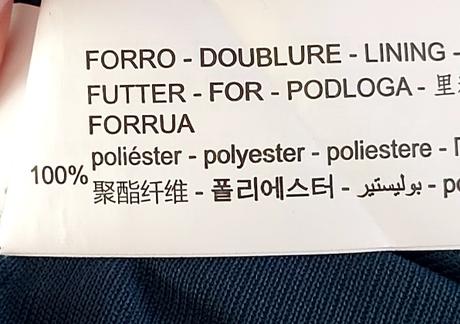 FORRO - DOUBLURE - LINING -
FUTTER - FOR - PODLOGA - 里
FORRUA
poliéster - polyester - poliestere -
100% 聚酯纤维 - 폴리에스터 - بوليستير - po